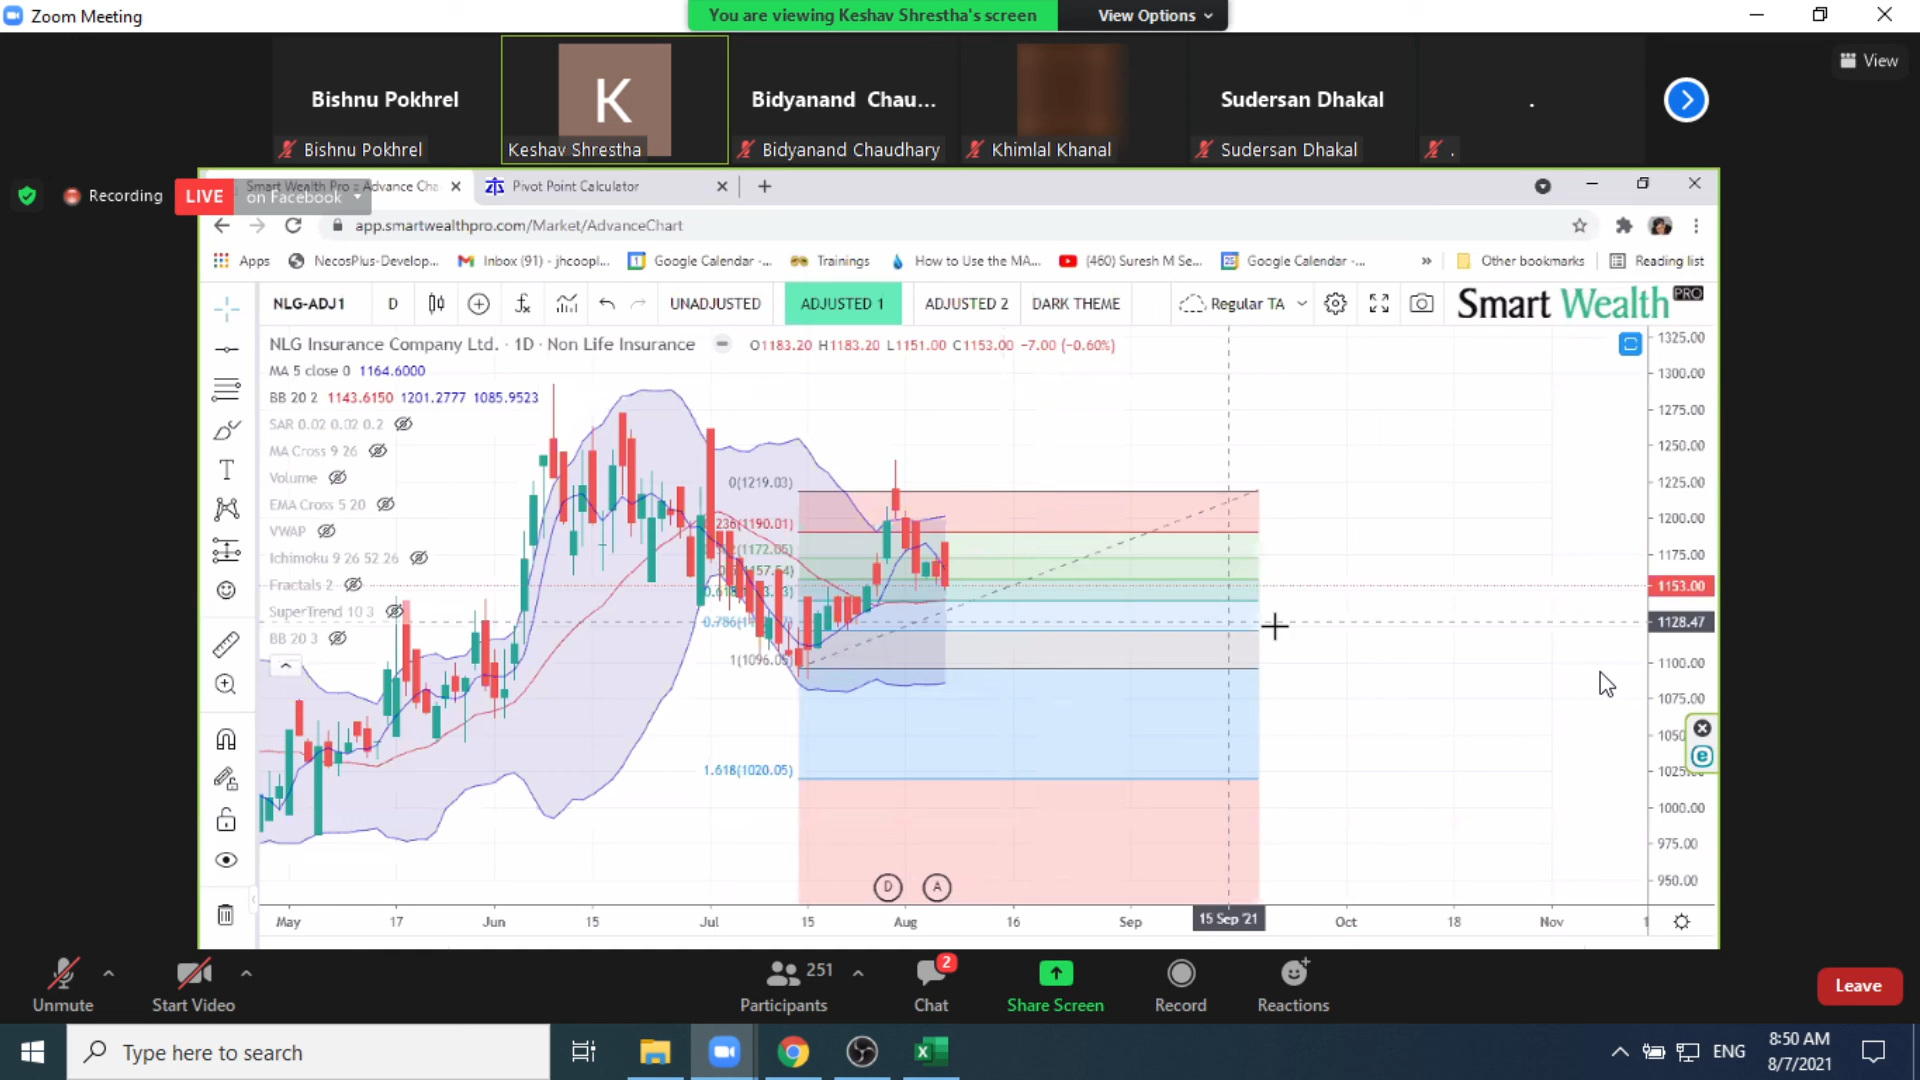 Zoom Meeting
You are viewing Keshav Shrestha's screen
View Options
View
Bishnu Pokhrel
K
Bidyanand Chau...
Sudersan Dhakal
.
Bishnu Pokhrel
Keshav Shrestha
Bidyanand Chaudhary
Khimlal Khanal
Sudersan Dhakal
.
Recording
LIVE
on Facebook
Smart Wealth Pro :: Advance Cha
Pivot Point Calculator
app.smartwealthpro.com/Market/AdvanceChart
Apps
NecosPlus-Develop...
Inbox (91) - jhcoopl...
Google Calendar -...
Trainings
How to Use the MA...
(460) Suresh M Se...
Google Calendar -...
Other bookmarks
Reading list
NLG-ADJ1
D
UNADJUSTED
ADJUSTED 1
ADJUSTED 2
DARK THEME
Regular TA
Smart Wealth PRO
NLG Insurance Company Ltd. · 1D · Non Life Insurance
O1183.20 H1183.20 L1151.00 C1153.00 −7.00 (−0.60%)
MA 5 close 0 1164.6000
BB 20 2 1143.6150 1201.2777 1085.9523
SAR 0.02 0.02 0.2
MA Cross 9 26
Volume
EMA Cross 5 20
VWAP
Ichimoku 9 26 52 26
Fractals 2
SuperTrend 10 3
BB 20 3
0(1219.03)
1(1096.05)
1.618(1020.05)
1325.00
1300.00
1275.00
1250.00
1225.00
1200.00
1175.00
1153.00
1128.47
1100.00
1075.00
1000.00
975.00
950.00
D
A
May
17
Jun
15
Jul
15
Aug
16
Sep
15 Sep '21
Oct
18
Nov
1
Unmute
Start Video
251
Participants
2
Chat
Share Screen
Record
Reactions
Leave
Type here to search
ENG
8:50 AM
8/7/2021